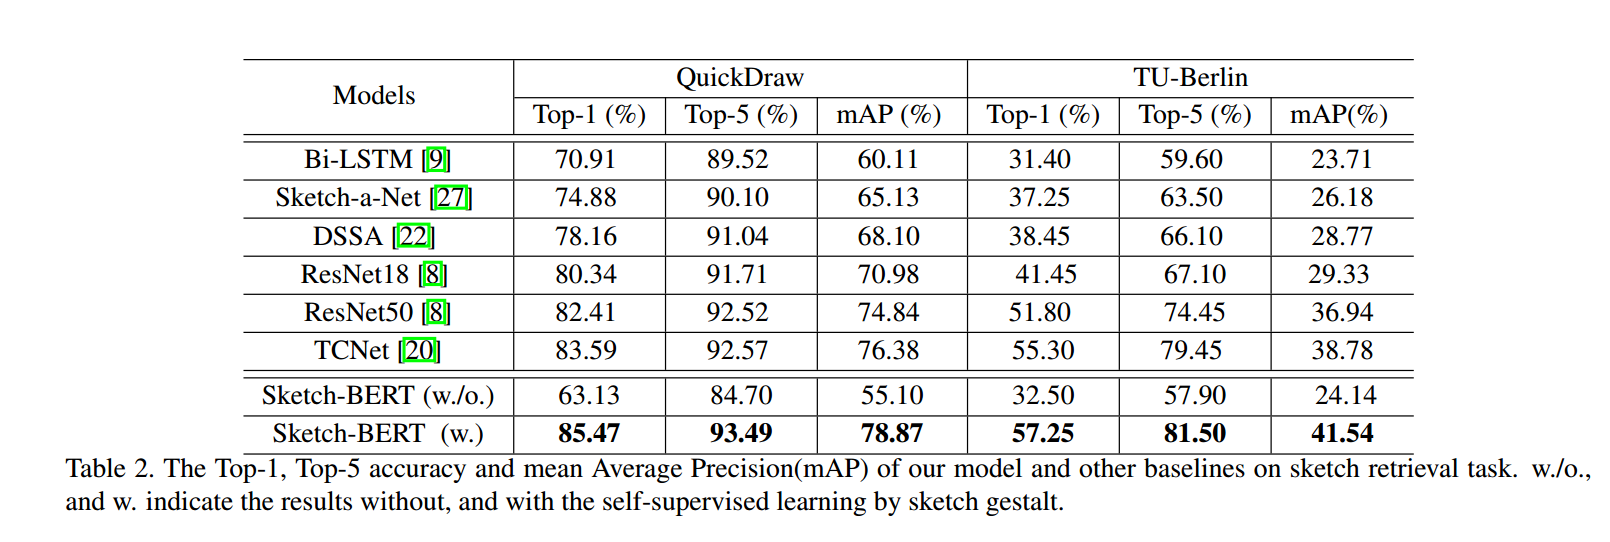 Models QuickDraw TU-Berlin
Top-1 (%) Top-5 (%) mAP (%) Top-1 (%) Top-5 (%) mAP(%)
Bi-LSTM [9] 70.91 89.52 60.11 31.40 59.60 23.71
Sketch-a-Net [27] 74.88 90.10 65.13 37.25 63.50 26.18
DSSA [22] 78.16 91.04 68.10 38.45 66.10 28.77
ResNet18 [8] 80.34 91.71 70.98 41.45 67.10 29.33
ResNet50 [8] 82.41 92.52 74.84 51.80 74.45 36.94
TCNet [20] 83.59 92.57 76.38 55.30 79.45 38.78
Sketch-BERT (w./o.) 63.13 84.70 55.10 32.50 57.90 24.14
Sketch-BERT (w.) 85.47 93.49 78.87 57.25 81.50 41.54
Table 2. The Top-1, Top-5 accuracy and mean Average Precision(mAP) of our model and other baselines on sketch retrieval task. w./o.,
and w. indicate the results without, and with the self-supervised learning by sketch gestalt.